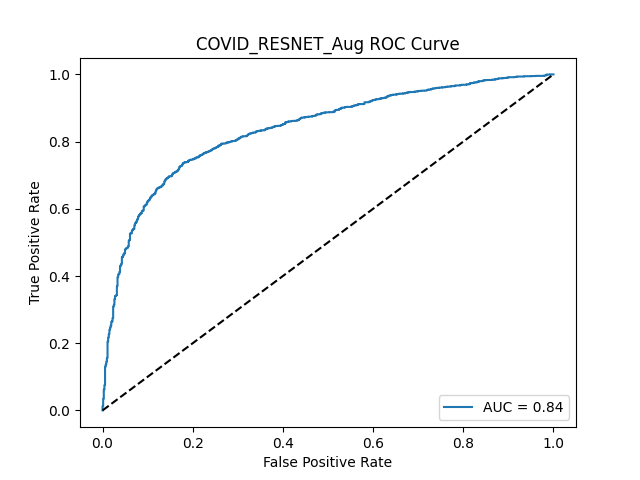 COVID_RESNET_Aug ROC Curve
1.0
0.8
0.6
0.4
0.2
0.0
True Positive Rate
AUC = 0.84
0.0 0.2 0.4 0.6 0.8 1.0
False Positive Rate